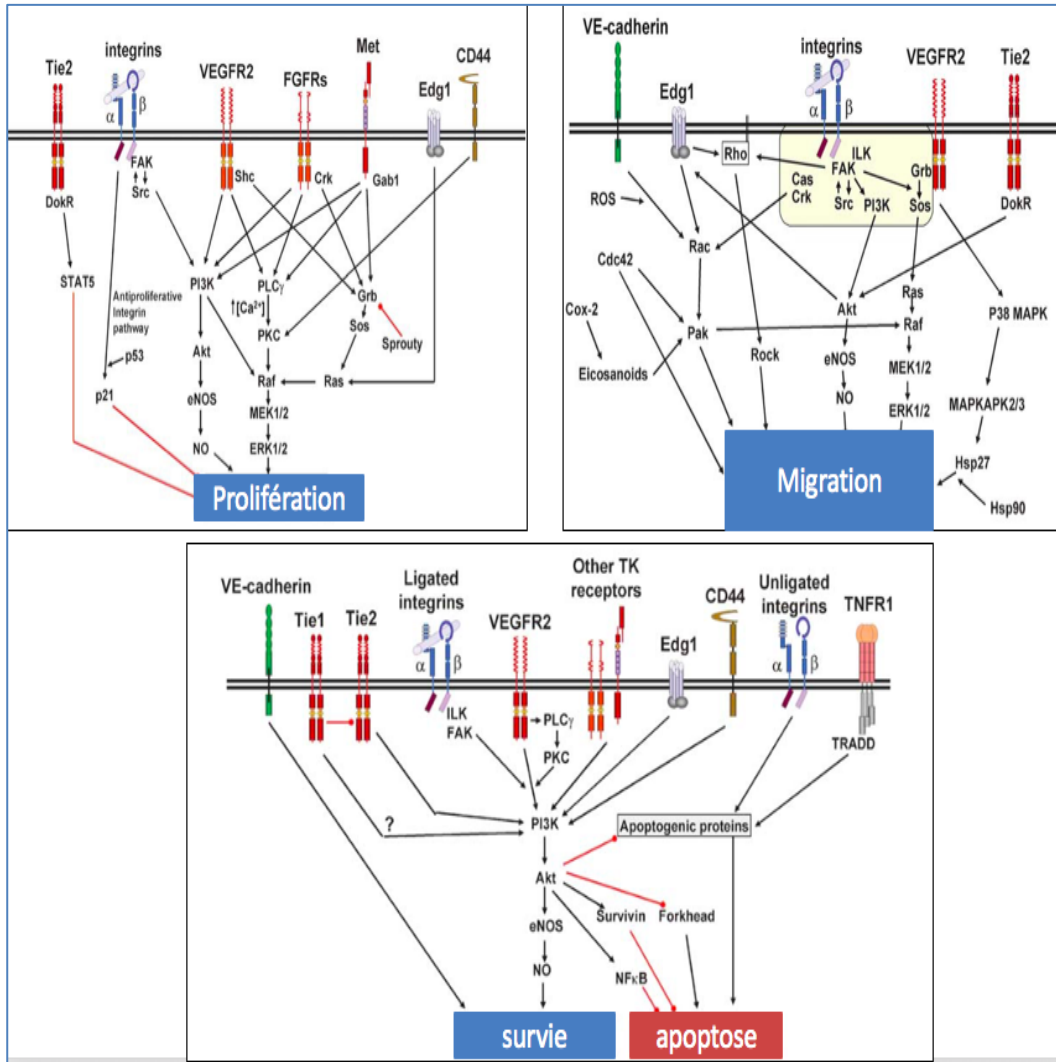 Tie2
integrins
VEGFR2
FGFRs
Met
Edg1
CD44
α
β
FAK
Src
Shc
Crk
Gab1
DokR
STAT5
Antiproliferative
Integrin
pathway
p53
p21
PI3K
PLCγ
↑[Ca²⁺]
PKC
Grb
Sos
Sprouty
Akt
Raf
Ras
eNOS
MEK1/2
NO
ERK1/2
Prolifération
VE-cadherin
Edg1
integrins
VEGFR2
Tie2
α
β
Rho
ILK
FAK
Cas
Crk
Src
PI3K
Grb
Sos
DokR
ROS
Rac
Cdc42
Cox-2
Pak
Eicosanoids
Rock
Akt
Ras
Raf
P38 MAPK
eNOS
MEK1/2
NO
ERK1/2
MAPKAPK2/3
Hsp27
Hsp90
Migration
VE-cadherin
Tie1
Tie2
Ligated
integrins
α
β
VEGFR2
Other TK
receptors
Edg1
CD44
Unligated
integrins
α
β
TNFR1
ILK
FAK
PLCγ
PKC
TRADD
?
PI3K
Apoptogenic proteins
Akt
Survivin
Forkhead
eNOS
NO
NFκB
survie
apoptose